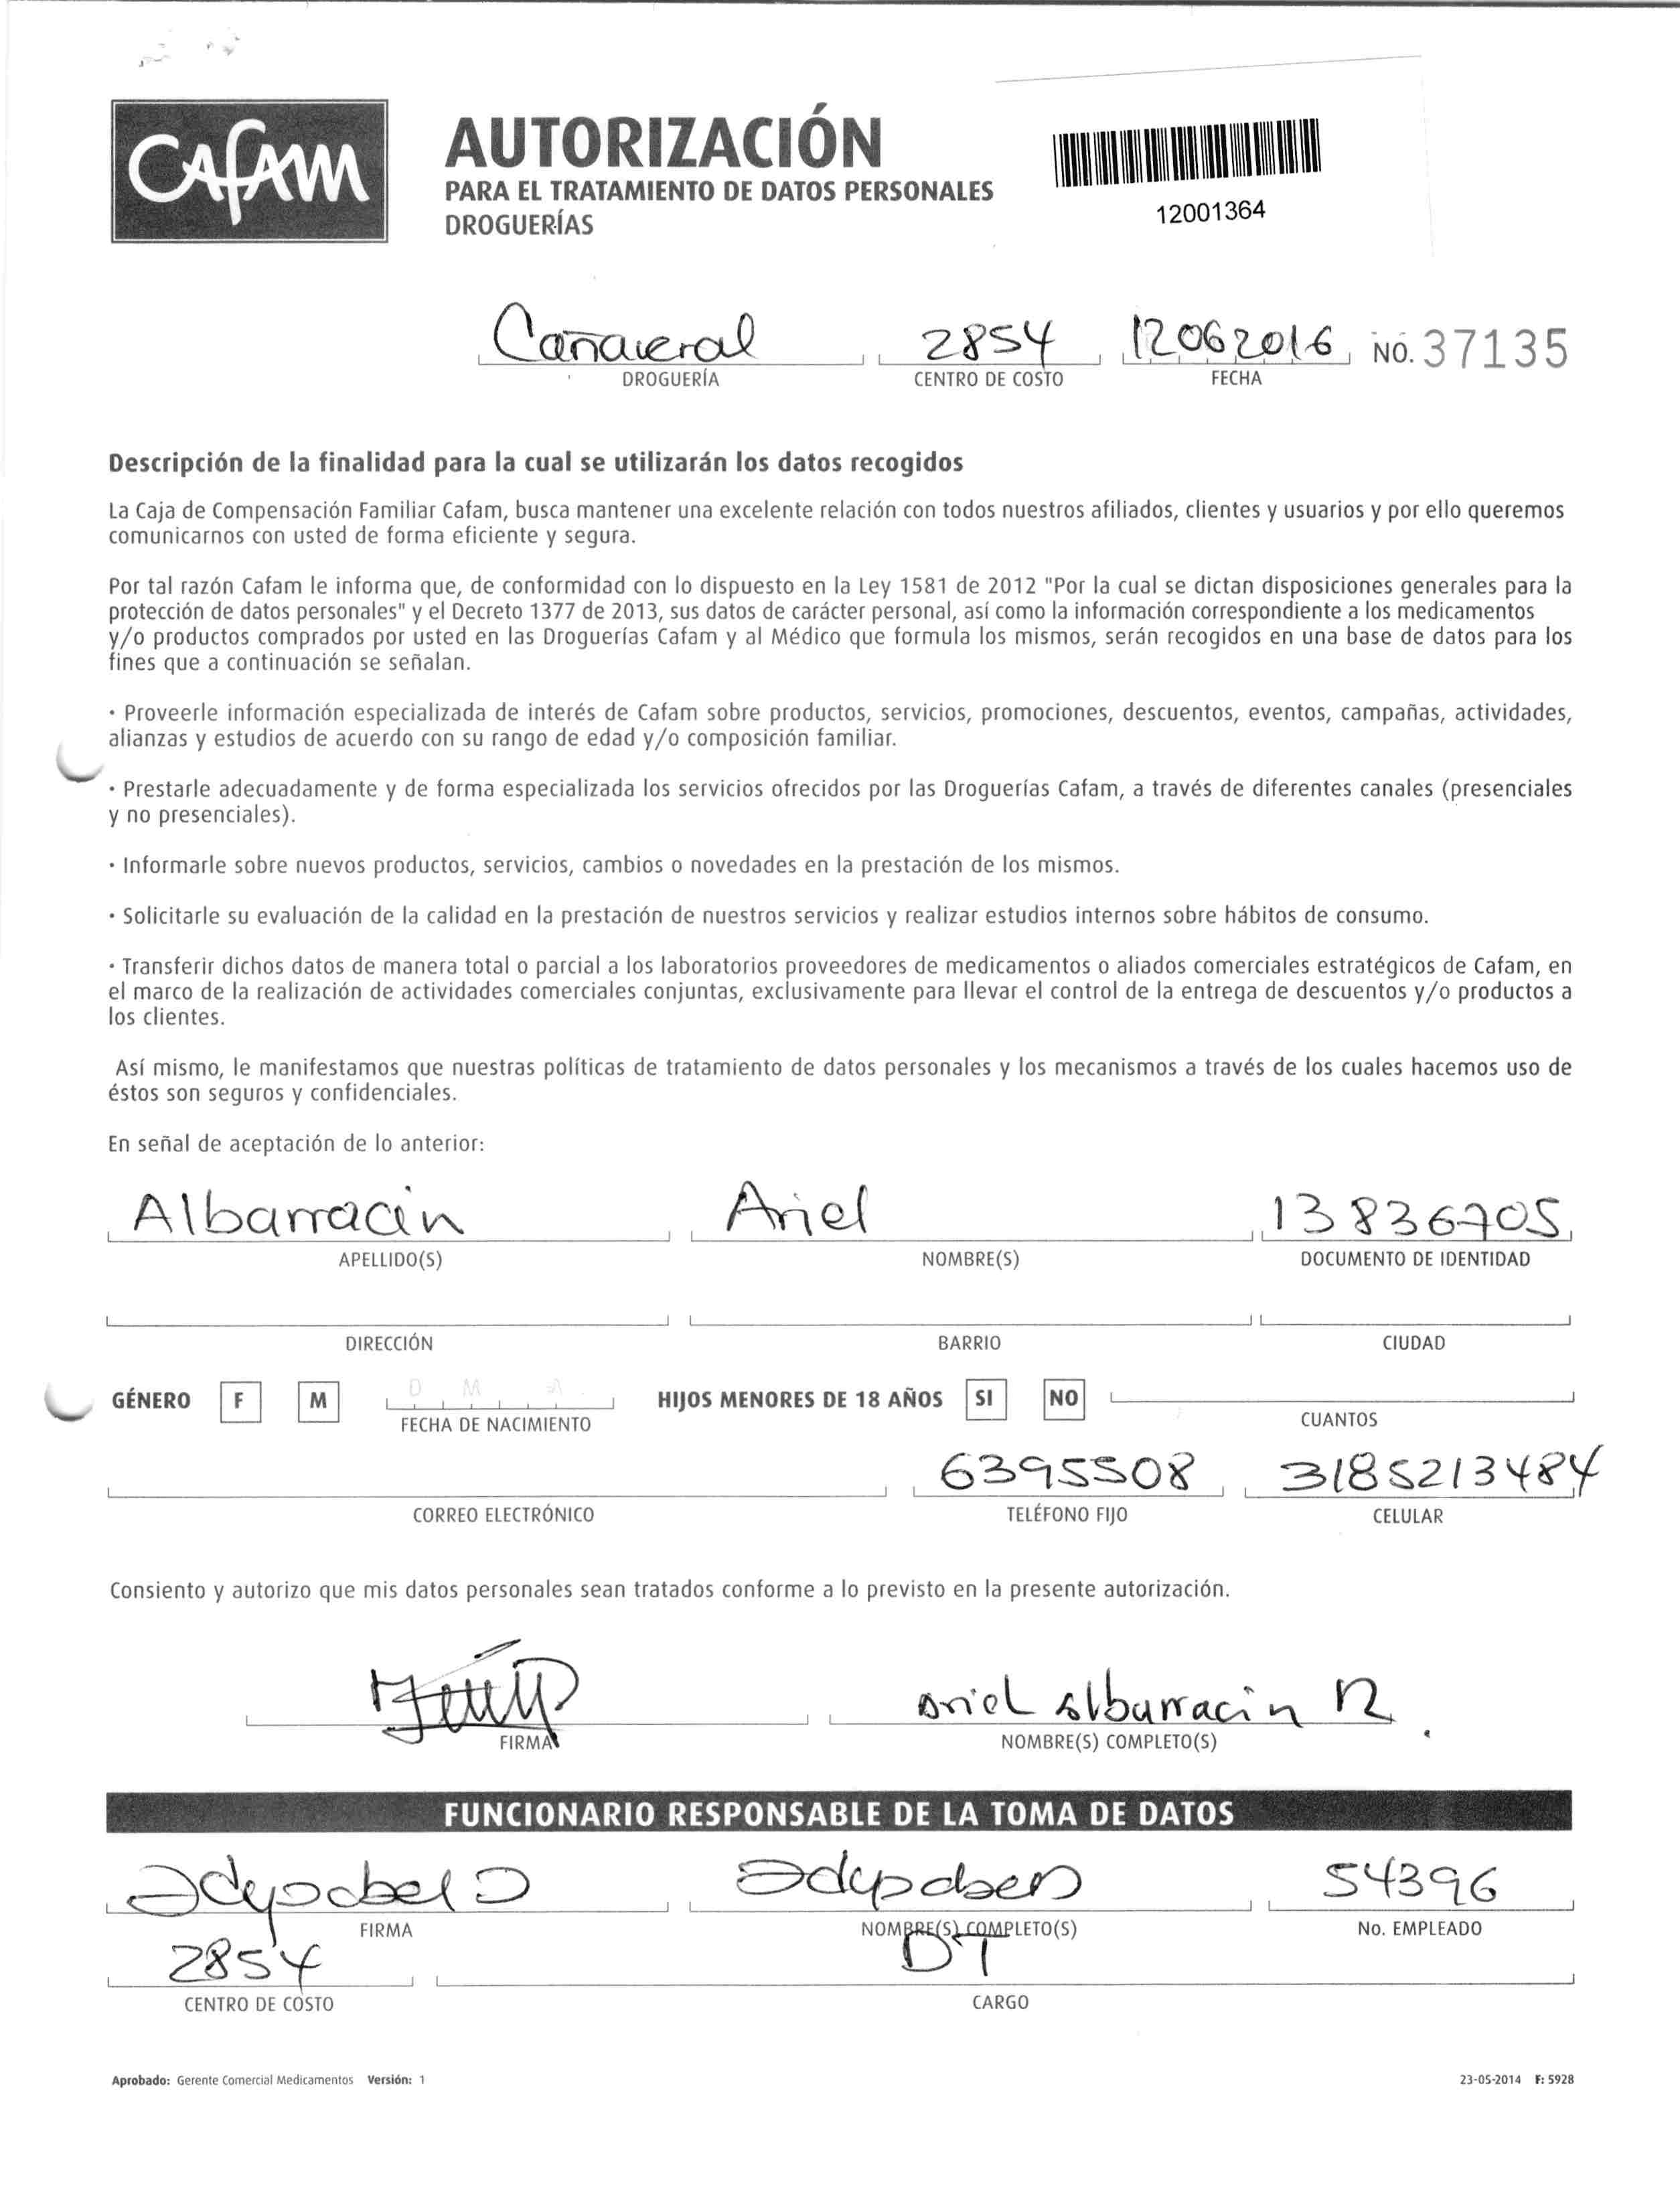 Cafam
AUTORIZACIÓN
PARA EL TRATAMIENTO DE DATOS PERSONALES
DROGUERÍAS
12001364
Cañaveral 2854 12062016 NO. 37135
DROGUERÍA CENTRO DE COSTO FECHA
Descripción de la finalidad para la cual se utilizarán los datos recogidos
La Caja de Compensación Familiar Cafam, busca mantener una excelente relación con todos nuestros afiliados, clientes y usuarios y por ello queremos
comunicarnos con usted de forma eficiente y segura.
Por tal razón Cafam le informa que, de conformidad con lo dispuesto en la Ley 1581 de 2012 "Por la cual se dictan disposiciones generales para la
protección de datos personales" y el Decreto 1377 de 2013, sus datos de carácter personal, así como la información correspondiente a los medicamentos
y/o productos comprados por usted en las Droguerías Cafam y al Médico que formula los mismos, serán recogidos en una base de datos para los
fines que a continuación se señalan.
· Proveerle información especializada de interés de Cafam sobre productos, servicios, promociones, descuentos, eventos, campañas, actividades,
alianzas y estudios de acuerdo con su rango de edad y/o composición familiar.
· Prestarle adecuadamente y de forma especializada los servicios ofrecidos por las Droguerías Cafam, a través de diferentes canales (presenciales
y no presenciales).
· Informarle sobre nuevos productos, servicios, cambios o novedades en la prestación de los mismos.
· Solicitarle su evaluación de la calidad en la prestación de nuestros servicios y realizar estudios internos sobre hábitos de consumo.
· Transferir dichos datos de manera total o parcial a los laboratorios proveedores de medicamentos o aliados comerciales estratégicos de Cafam, en
el marco de la realización de actividades comerciales conjuntas, exclusivamente para llevar el control de la entrega de descuentos y/o productos a
los clientes.
Así mismo, le manifestamos que nuestras políticas de tratamiento de datos personales y los mecanismos a través de los cuales hacemos uso de
éstos son seguros y confidenciales.
En señal de aceptación de lo anterior:
Albarracin Ariel 13836705
APELLIDO(S) NOMBRE(S) DOCUMENTO DE IDENTIDAD
DIRECCIÓN BARRIO CIUDAD
GÉNERO F M D M A HIJOS MENORES DE 18 AÑOS SI NO
FECHA DE NACIMIENTO CUANTOS
6395508 3185213484
CORREO ELECTRÓNICO TELÉFONO FIJO CELULAR
Consiento y autorizo que mis datos personales sean tratados conforme a lo previsto en la presente autorización.
Ariel Albarracin R.
FIRMA NOMBRE(S) COMPLETO(S)
FUNCIONARIO RESPONSABLE DE LA TOMA DE DATOS
54396
FIRMA NOMBRE(S) COMPLETO(S) No. EMPLEADO
2854 DT
CENTRO DE COSTO CARGO
Aprobado: Gerente Comercial Medicamentos Versión: 1 23-05-2014 F: 5928